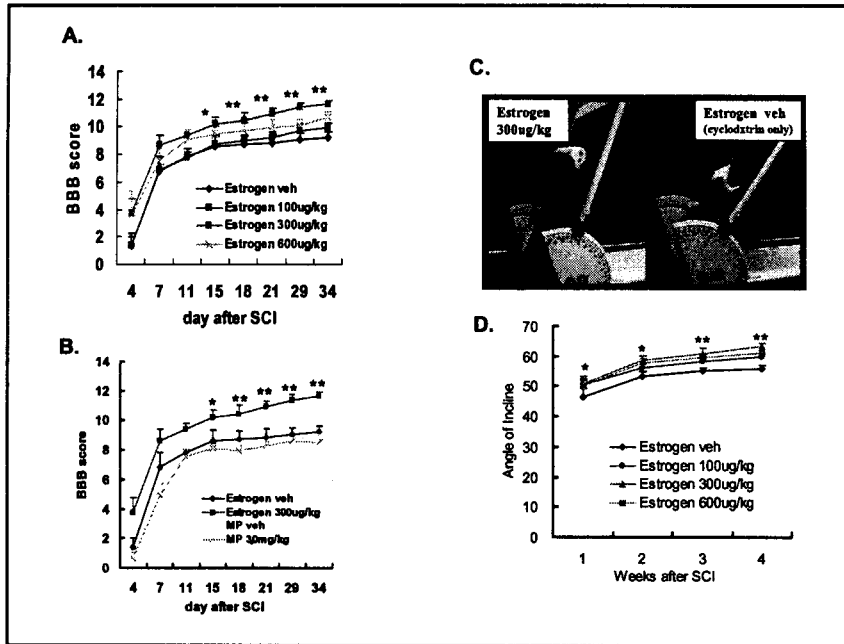 A.
14
12
10
8
6
4
2
0
BBB score
* ** ** ** **
Estrogen veh
Estrogen 100ug/kg
Estrogen 300ug/kg
Estrogen 600ug/kg
4 7 11 15 18 21 29 34
day after SCI
B.
14
12
10
8
6
4
2
0
BBB score
* ** ** ** **
Estrogen veh
Estrogen 300ug/kg
MP veh
MP 30mg/kg
4 7 11 15 18 21 29 34
day after SCI
C.
Estrogen
300ug/kg
Estrogen veh
(cyclodxtrim only)
D.
70
60
50
40
30
20
10
0
Angle of Incline
* * ** **
Estrogen veh
Estrogen 100ug/kg
Estrogen 300ug/kg
Estrogen 600ug/kg
1 2 3 4
Weeks after SCI